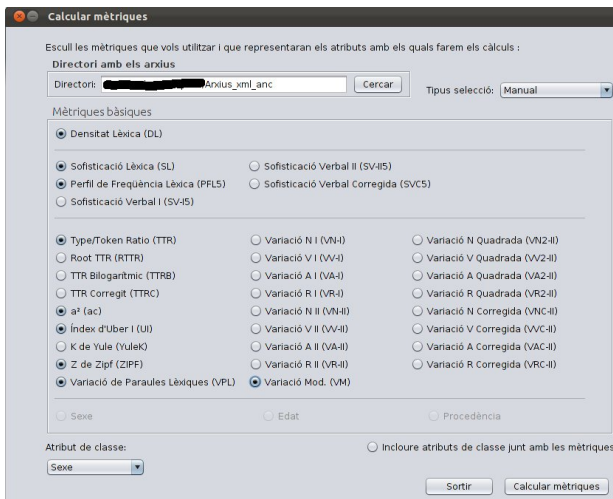 Calcular mètriques
Escull les mètriques que vols utilitzar i que representaran els atributs amb els quals farem els càlculs :
Directori amb els arxius
Directori: Arxius_xml_anc Cercar Tipus selecció: Manual
Mètriques bàsiques
Densitat Lèxica (DL)
Sofisticació Lèxica (SL) Sofisticació Verbal II (SV-II5)
Perfil de Freqüència Lèxica (PFL5) Sofisticació Verbal Corregida (SVC5)
Sofisticació Verbal I (SV-I5)
Type/Token Ratio (TTR) Variació N I (VN-I) Variació N Quadrada (VN2-II)
Root TTR (RTTR) Variació V I (VV-I) Variació V Quadrada (VV2-II)
TTR Bilogarítmic (TTRB) Variació A I (VA-I) Variació A Quadrada (VA2-II)
TTR Corregit (TTRC) Variació R I (VR-I) Variació R Quadrada (VR2-II)
a² (ac) Variació N II (VN-II) Variació N Corregida (VNC-II)
Índex d'Uber I (UI) Variació V II (VV-II) Variació V Corregida (VVC-II)
K de Yule (YuleK) Variació A II (VA-II) Variació A Corregida (VAC-II)
Z de Zipf (ZIPF) Variació R II (VR-II) Variació R Corregida (VRC-II)
Variació de Paraules Lèxiques (VPL) Variació Mod. (VM)
Sexe Edat Procedència
Atribut de classe: Incloure atributs de classe junt amb les mètriques
Sexe
Sortir Calcular mètriques